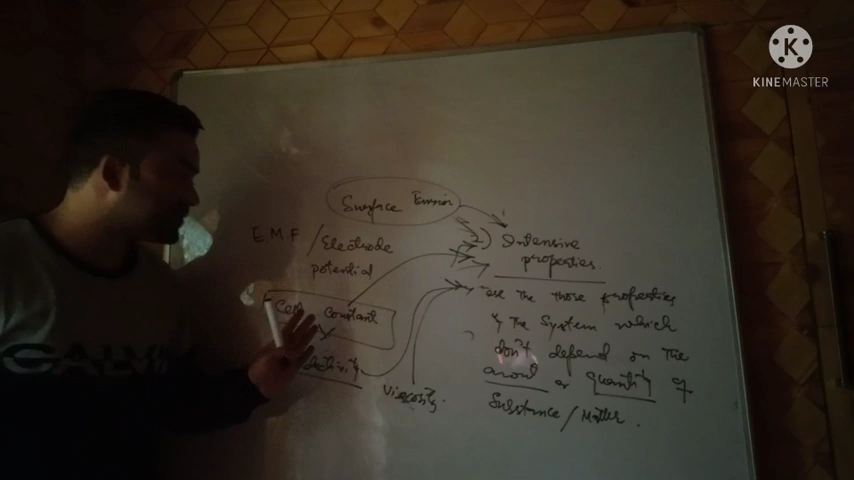 KINEMASTER
Surface Tension
E.M.F / Electrode
potential
Cell Constant
Viscosity.
Intensive
properties.
are the those properties
of the System which
don't depend on the
amount or Quantity of
Substance / Matter.